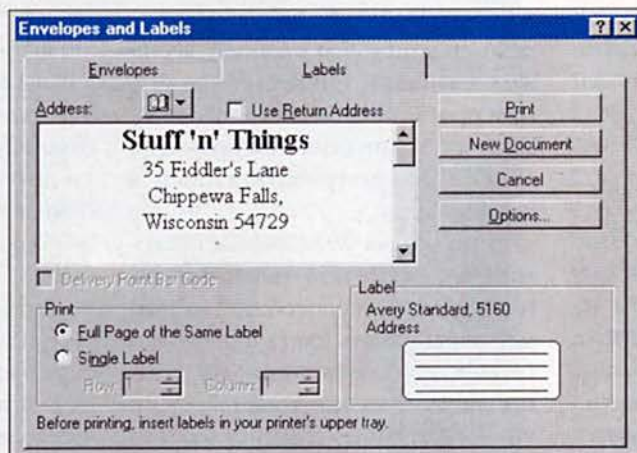 Envelopes and Labels
Envelopes
Labels
Address:
Use Return Address
Stuff 'n' Things
35 Fiddler's Lane
Chippewa Falls,
Wisconsin 54729
Print
New Document
Cancel
Options...
Delivery Point Bar Code
Print
Full Page of the Same Label
Single Label
Row: 1 Column: 1
Label
Avery Standard, 5160
Address
Before printing, insert labels in your printer's upper tray.